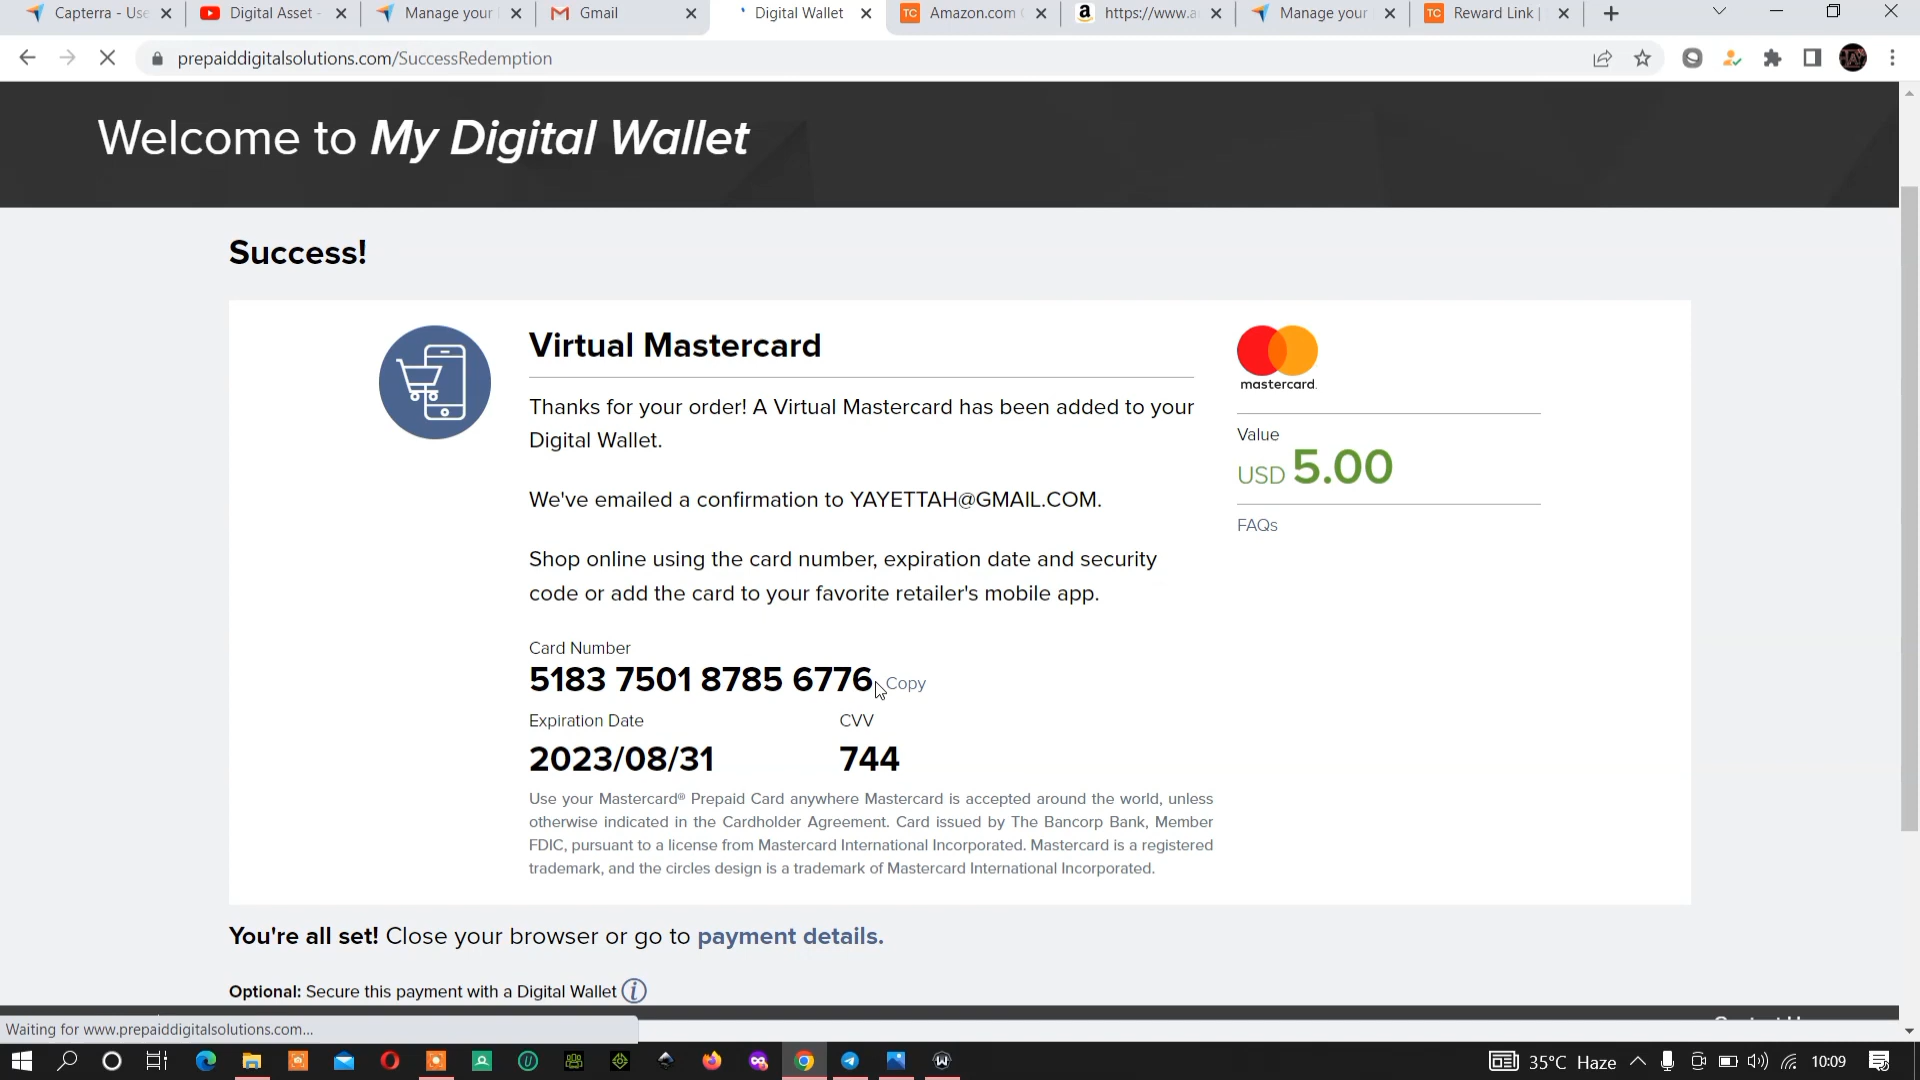 Capterra - Use
Digital Asset -
Manage your
Gmail
Digital Wallet
Amazon.com
https://www.a
Manage your
Reward Link |
prepaiddigitalsolutions.com/SuccessRedemption
Welcome to My Digital Wallet
Success!
Virtual Mastercard
Thanks for your order! A Virtual Mastercard has been added to your
Digital Wallet.
We've emailed a confirmation to YAYETTAH@GMAIL.COM.
Shop online using the card number, expiration date and security
code or add the card to your favorite retailer's mobile app.
Card Number
5183 7501 8785 6776 Copy
Expiration Date CVV
2023/08/31 744
Use your Mastercard® Prepaid Card anywhere Mastercard is accepted around the world, unless
otherwise indicated in the Cardholder Agreement. Card issued by The Bancorp Bank, Member
FDIC, pursuant to a license from Mastercard International Incorporated. Mastercard is a registered
trademark, and the circles design is a trademark of Mastercard International Incorporated.
mastercard.
Value
USD 5.00
FAQs
You're all set! Close your browser or go to payment details.
Optional: Secure this payment with a Digital Wallet
Waiting for www.prepaiddigitalsolutions.com...
35°C Haze
10:09